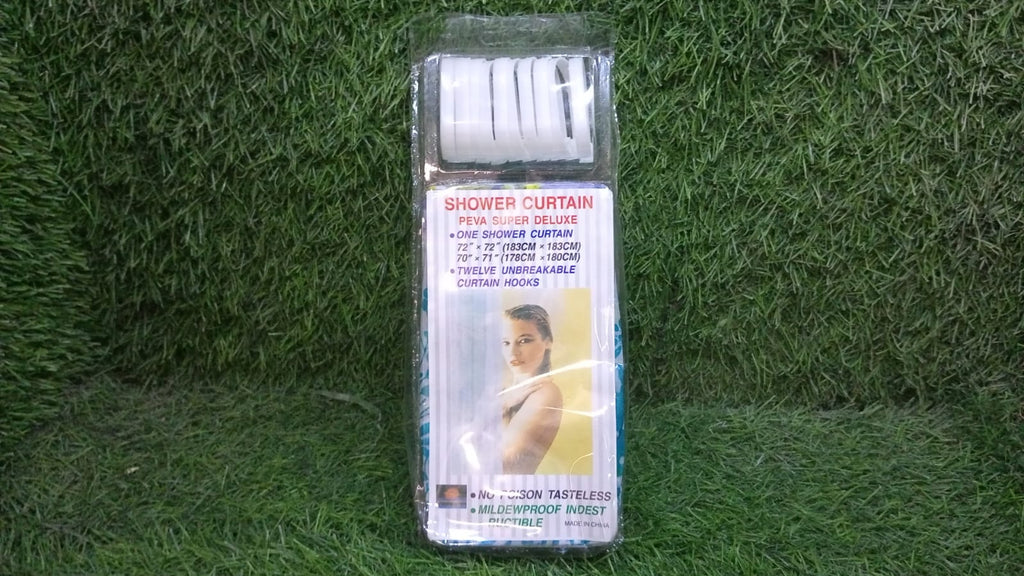 SHOWER CURTAIN
PEVA SUPER DELUXE
• ONE SHOWER CURTAIN
72" × 72" (183CM × 183CM)
70" × 71" (178CM × 180CM)
• TWELVE UNBREAKABLE
CURTAIN HOOKS
• NO POISON TASTELESS
• MILDEWPROOF INDEST
RUCTIBLE
MADE IN CHINA